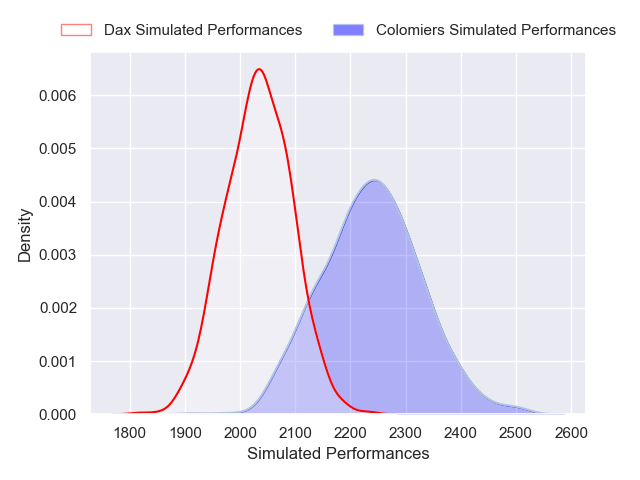 Dax Simulated Performances
Colomiers Simulated Performances
0.006
0.005
0.004
0.003
0.002
0.001
0.000
Density
1800 1900 2000 2100 2200 2300 2400 2500 2600
Simulated Performances